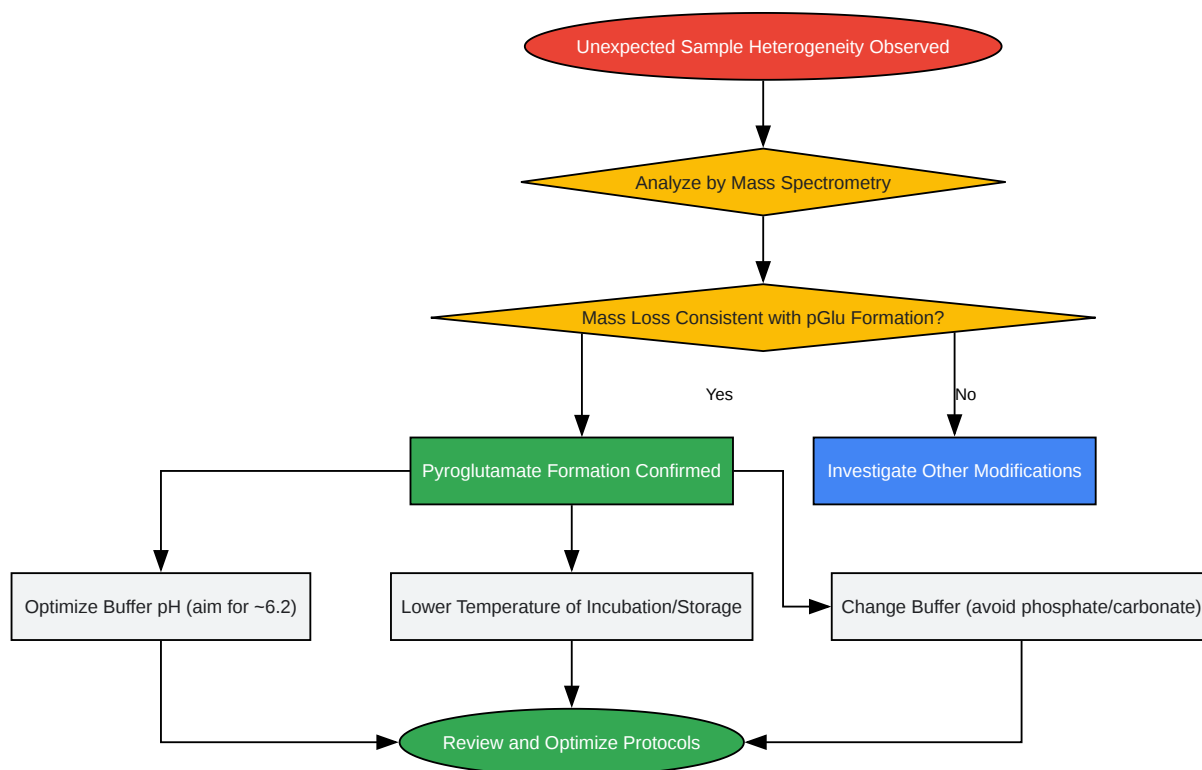 Unexpected Sample Heterogeneity Observed
Analyze by Mass Spectrometry
Mass Loss Consistent with pGlu Formation?
Yes
No
Pyroglutamate Formation Confirmed
Investigate Other Modifications
Optimize Buffer pH (aim for ~6.2)
Lower Temperature of Incubation/Storage
Change Buffer (avoid phosphate/carbonate)
Review and Optimize Protocols